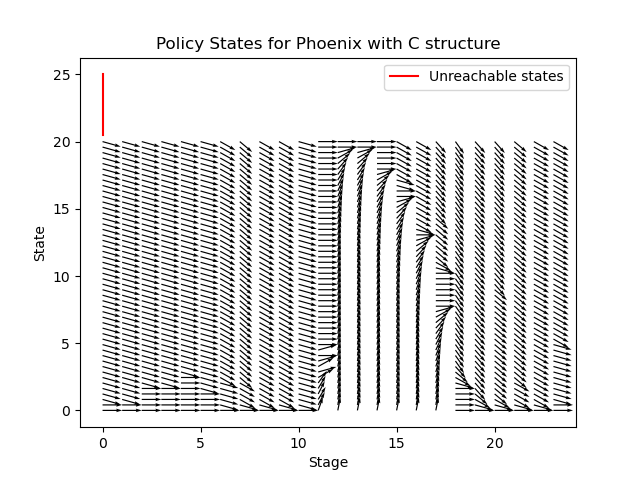 Policy States for Phoenix with C structure
Unreachable states
25
20
15
10
5
0
State
0 5 10 15 20
Stage